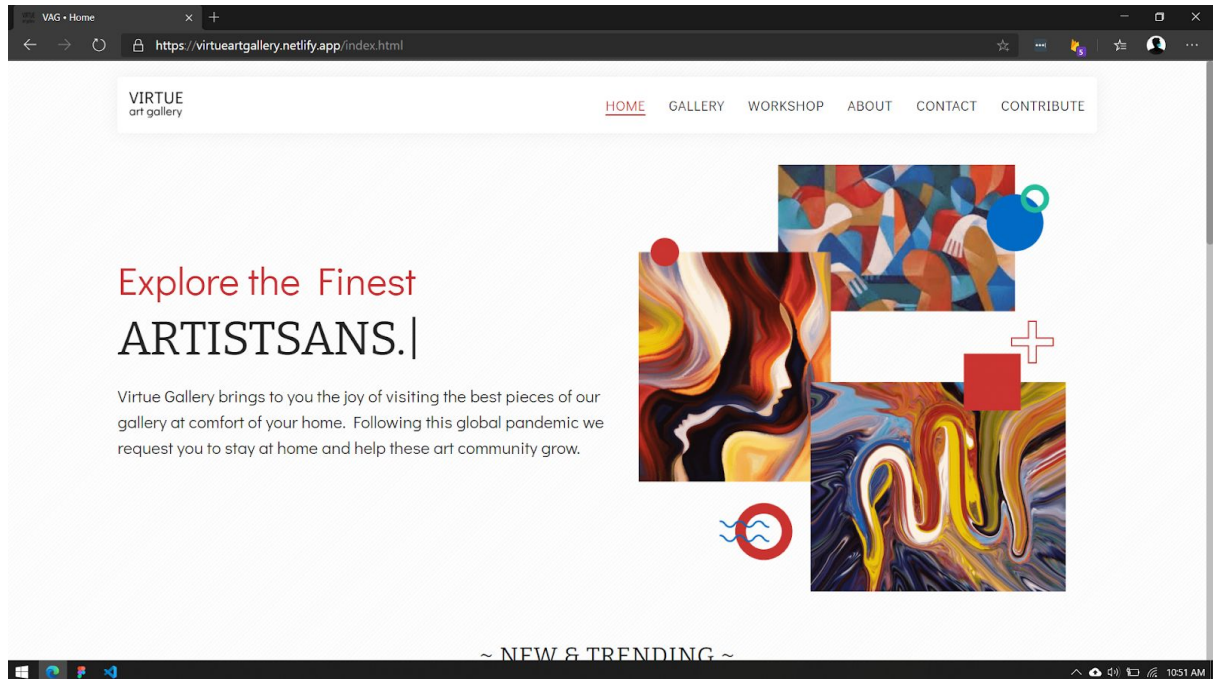 VAG • Home
https://virtueartgallery.netlify.app/index.html
5
VIRTUE
art gallery
HOME GALLERY WORKSHOP ABOUT CONTACT CONTRIBUTE
Explore the Finest
ARTISTSANS.|
Virtue Gallery brings to you the joy of visiting the best pieces of our
gallery at comfort of your home. Following this global pandemic we
request you to stay at home and help these art community grow.
~ NEW & TRENDING ~
10:51 AM